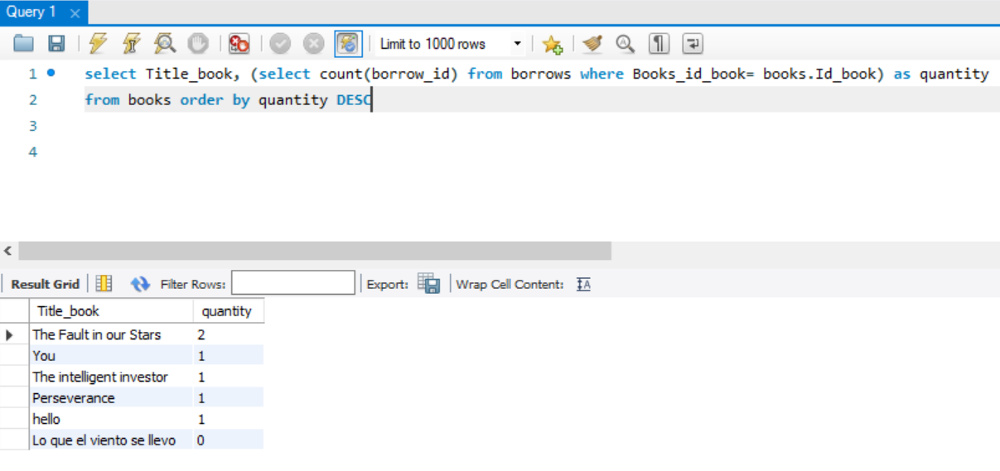 Query 1
Limit to 1000 rows
1 select Title_book, (select count(borrow_id) from borrows where Books_id_book= books.Id_book) as quantity
2 from books order by quantity DESC
3
4
Result Grid Filter Rows: Export: Wrap Cell Content:
Title_book quantity
The Fault in our Stars 2
You 1
The intelligent investor 1
Perseverance 1
hello 1
Lo que el viento se llevo 0